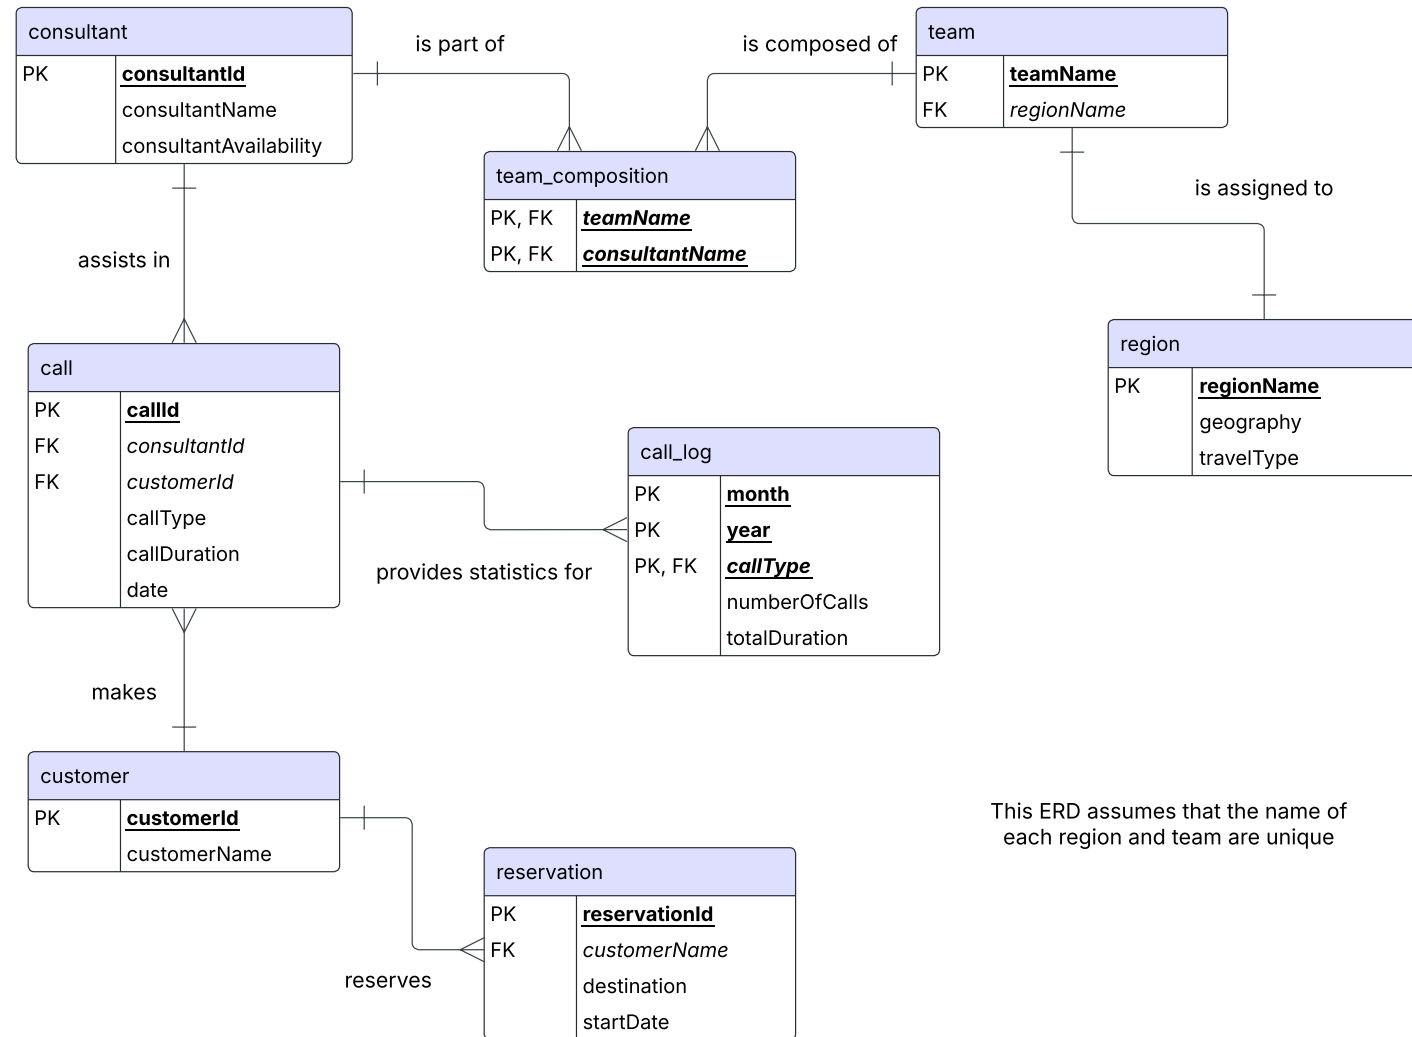 consultant
PK consultantId
consultantName
consultantAvailability
is part of
is composed of
team
PK teamName
FK regionName
team_composition
PK, FK teamName
PK, FK consultantName
is assigned to
assists in
region
PK regionName
geography
travelType
call
PK callId
FK consultantId
FK customerId
callType
callDuration
date
call_log
PK month
PK year
PK, FK callType
numberOfCalls
totalDuration
provides statistics for
makes
customer
PK customerId
customerName
reservation
PK reservationId
FK customerName
destination
startDate
reserves
This ERD assumes that the name of
each region and team are unique